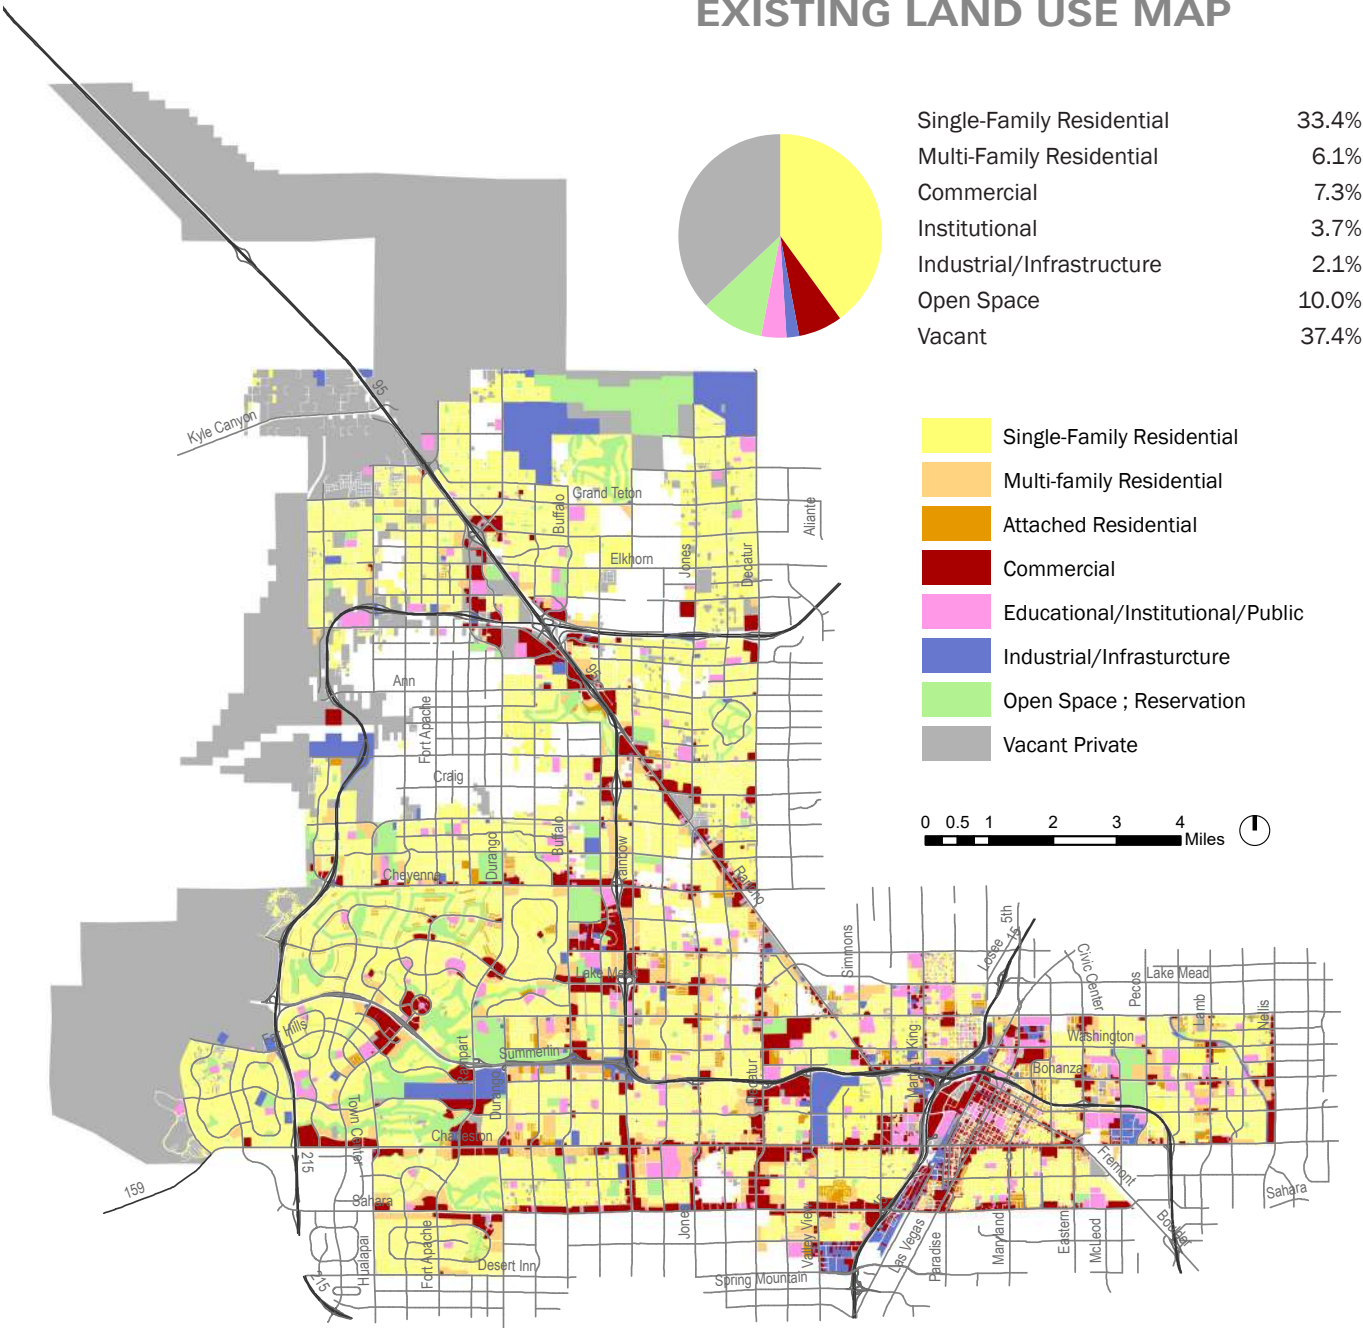 EXISTING LAND USE MAP
Single-Family Residential 33.4%
Multi-Family Residential 6.1%
Commercial 7.3%
Institutional 3.7%
Industrial/Infrastructure 2.1%
Open Space 10.0%
Vacant 37.4%
Single-Family Residential
Multi-family Residential
Attached Residential
Commercial
Educational/Institutional/Public
Industrial/Infrasturcture
Open Space ; Reservation
Vacant Private
0 0.5 1 2 3 4 Miles
95
Kyle Canyon
Grand Teton
Buffalo
Aliante
Elkhorn
Jones
Decatur
95
Ann
Fort Apache
Craig
Durango
Buffalo
Rainbow
Cheyenne
Rancho
Simmons
Losee
15
5th
Civic Center
Pecos
Lake Mead
Lake Mead
Lamb
Nellis
Washington
Hills
Rampart
Summerlin
Durango
Decatur
Martin L King
Bonanza
Town Center
Charleston
215
159
Sahara
Fremont
Sahara
15
Hualapai
Fort Apache
Desert Inn
Jones
Valley View
Las Vegas
Paradise
Maryland
Eastern
McLeod
Boulder
Spring Mountain
215